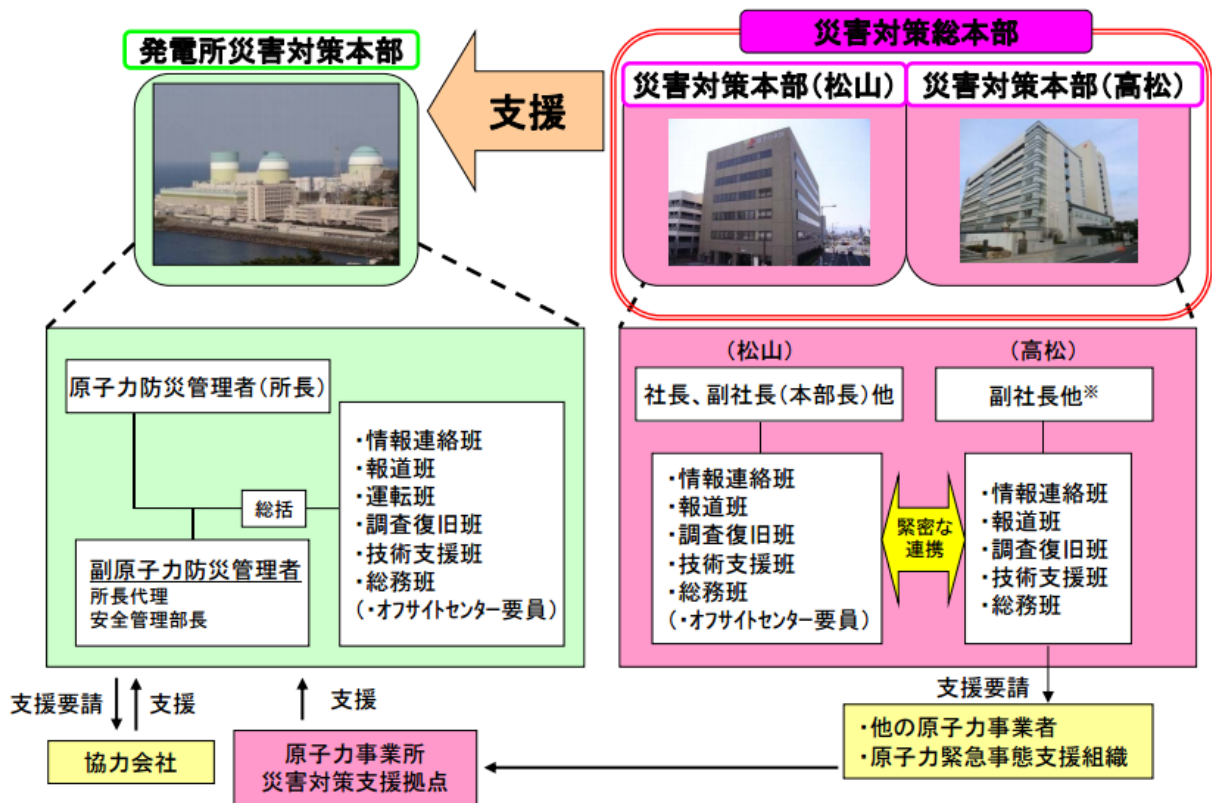 災害対策総本部
発電所災害対策本部
支援
災害対策本部(松山)
災害対策本部(高松)
原子力防災管理者(所長)
総括
副原子力防災管理者
所長代理
安全管理部長
・情報連絡班
・報道班
・運転班
・調査復旧班
・技術支援班
・総務班
(・オフサイトセンター要員)
(松山)
社長、副社長(本部長)他
・情報連絡班
・報道班
・調査復旧班
・技術支援班
・総務班
(・オフサイトセンター要員)
緊密な
連携
(高松)
副社長他※
・情報連絡班
・報道班
・調査復旧班
・技術支援班
・総務班
支援要請
支援
支援
支援要請
協力会社
原子力事業所
災害対策支援拠点
・他の原子力事業者
・原子力緊急事態支援組織